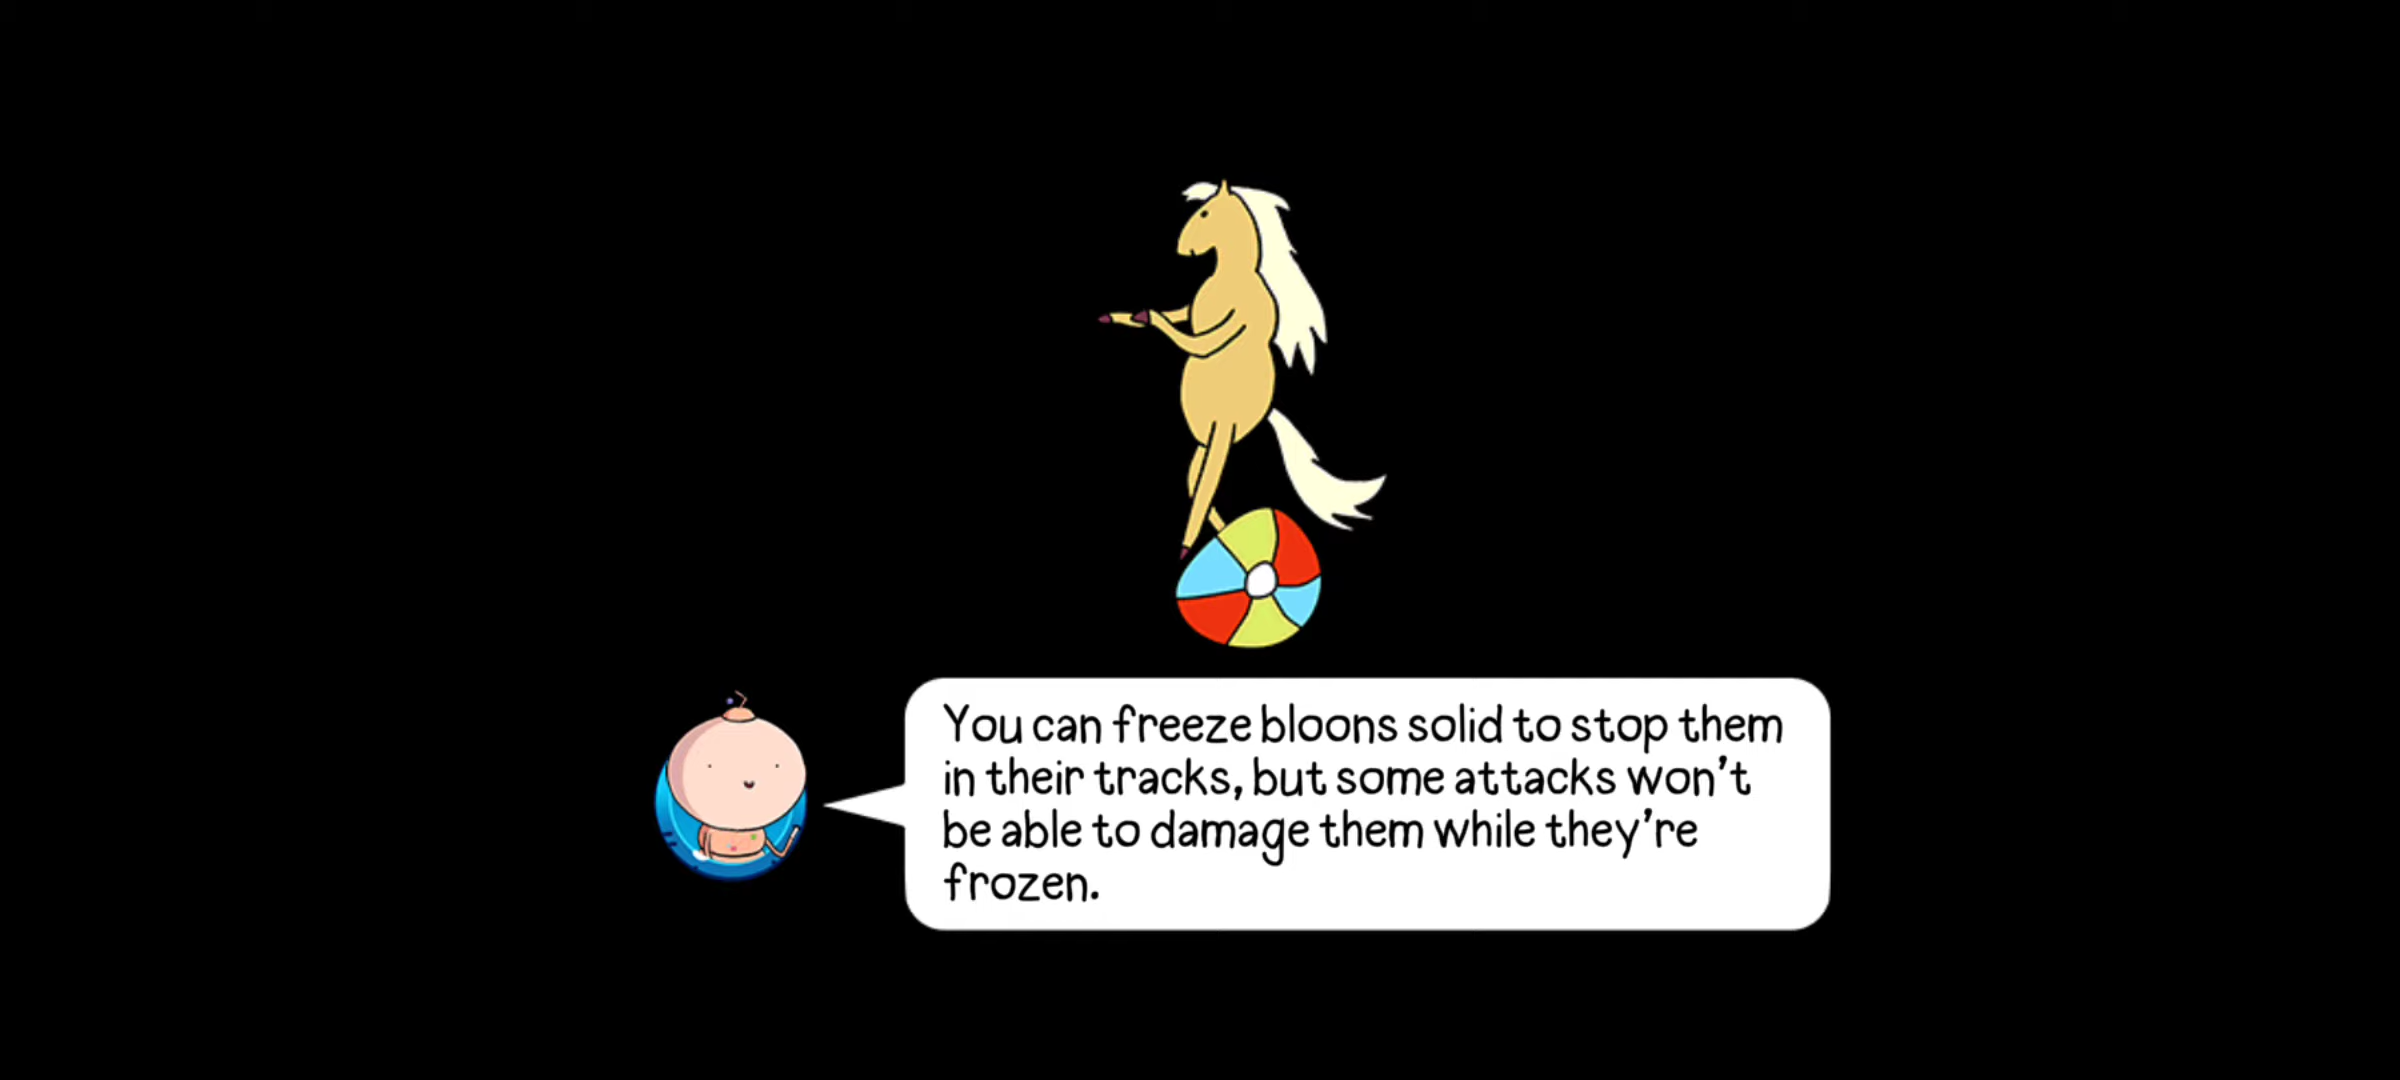 You can freeze bloons solid to stop them
in their tracks, but some attacks won't
be able to damage them while they're
frozen.